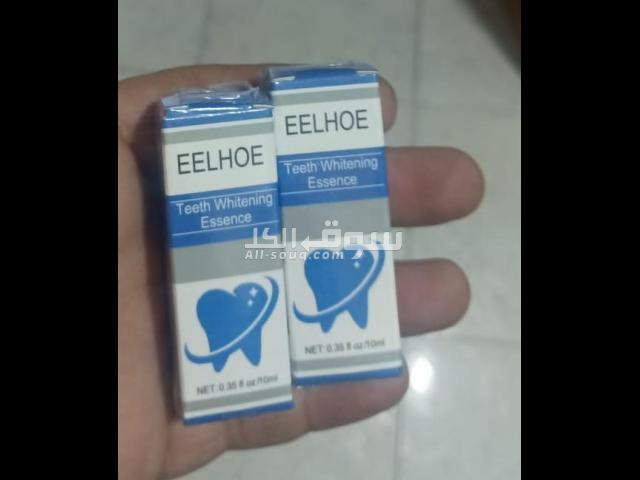 EELHOE
Teeth Whitening
Essence
NET: 0.35 fl oz/10ml
EELHOE
Teeth Whitening
Essence
NET: 0.35 fl oz/10ml
سوق الكل
All-souq.com